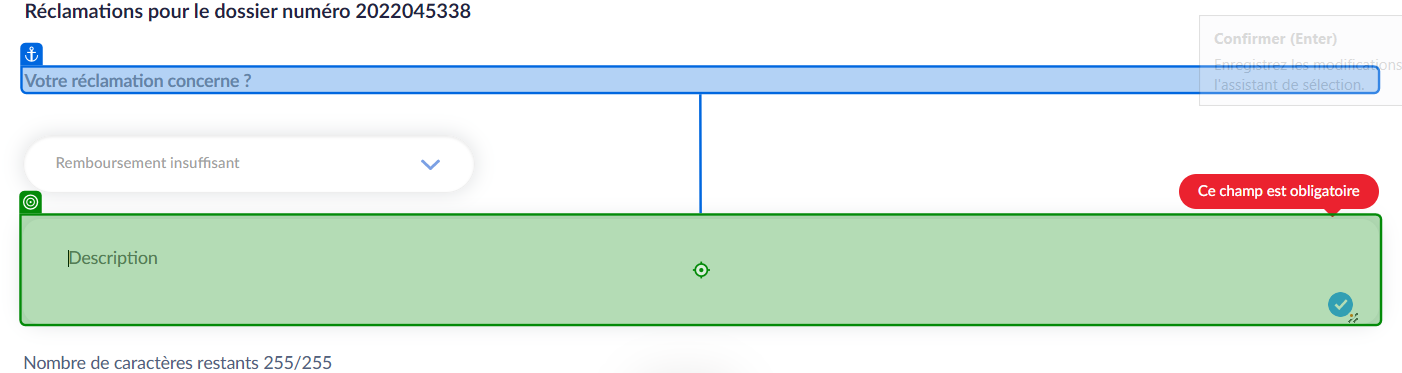 Réclamations pour le dossier numéro 2022045338
Confirmer (Enter)
Enregistrez les modifications
l'assistant de sélection.
Votre réclamation concerne ?
Remboursement insuffisant
Ce champ est obligatoire
Description
Nombre de caractères restants 255/255